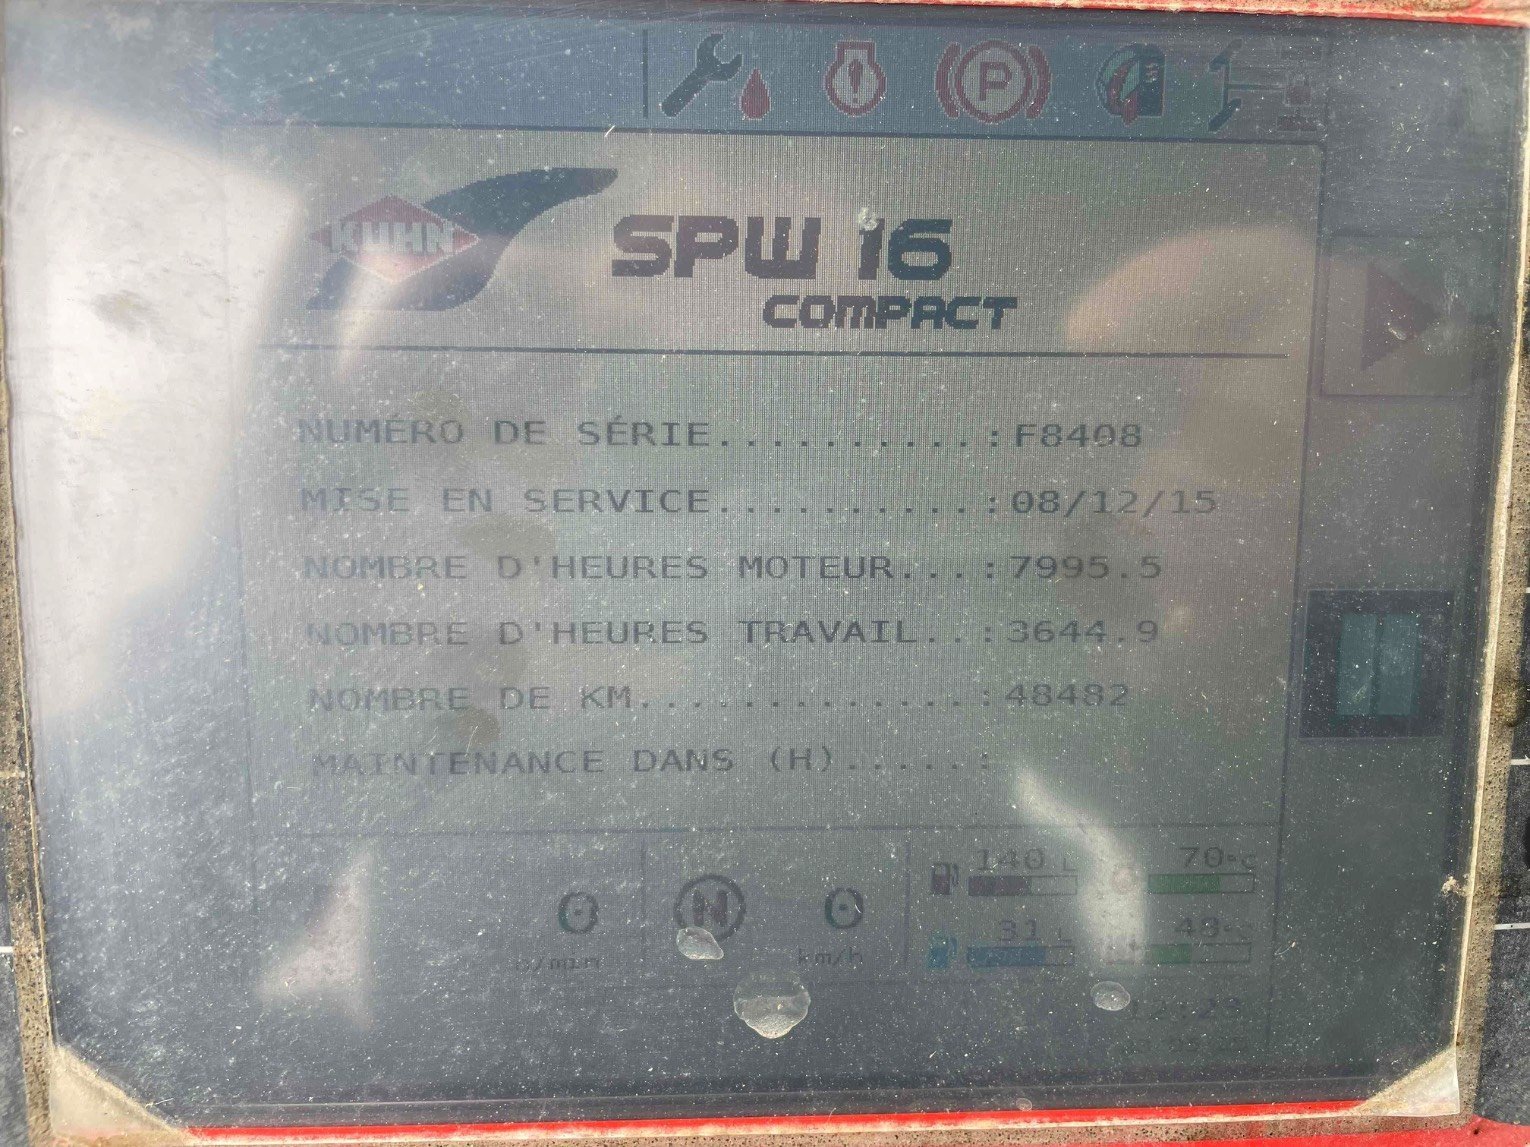 P
KUHN
SPW 16
COMPACT
NUMÉRO DE SÉRIE..........:F8408
MISE EN SERVICE..........:08/12/15
NOMBRE D'HEURES MOTEUR...:7995.5
NOMBRE D'HEURES TRAVAIL..:3644.9
NOMBRE DE KM.............:48482
MAINTENANCE DANS (H).....:
140 L 70°C
0 N 0 31 L 49
km/h